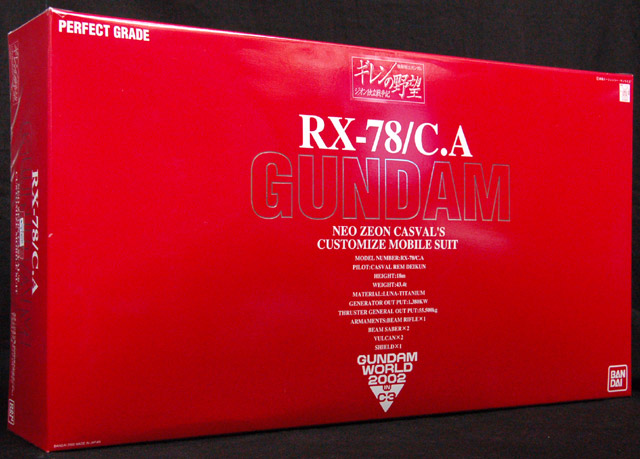 PERFECT GRADE
ギレンの野望
ジオン独立戦争記
RX-78/C.A
GUNDAM
NEO ZEON CASVAL'S
CUSTOMIZE MOBILE SUIT
MODEL NUMBER:RX-78/C.A
PILOT:CASVAL REM DEIKUN
HEIGHT:18m
WEIGHT:43.4t
MATERIAL:LUNA-TITANIUM
GENERATOR OUT PUT:1,380KW
THRUSTER GENERAL OUT PUT:55,500kg
ARMAMENTS:BEAM RIFLE×1
BEAM SABER×2
VULCAN×2
SHIELD×1
GUNDAM
WORLD
2002
IN
C3
BAN
DAI
RX-78/C.A